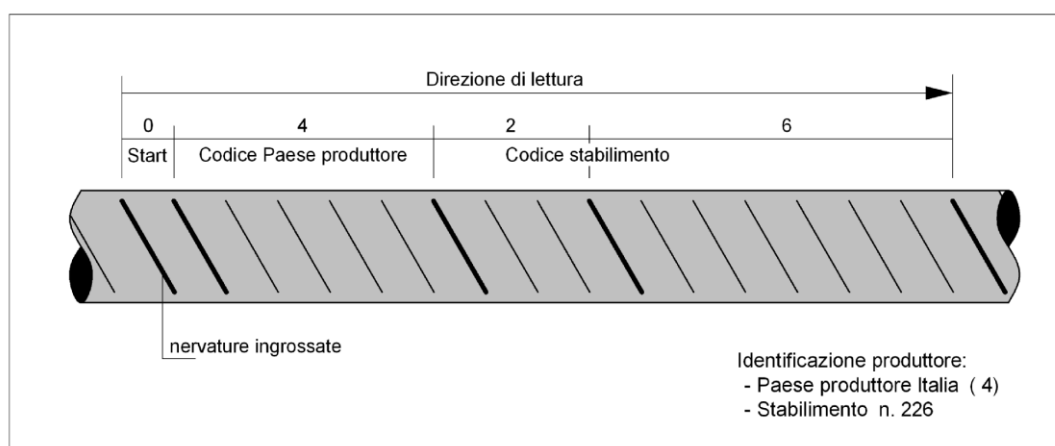 Direzione di lettura
0 4 2 6
Start Codice Paese produttore Codice stabilimento
nervature ingrossate
Identificazione produttore:
- Paese produttore Italia ( 4)
- Stabilimento n. 226